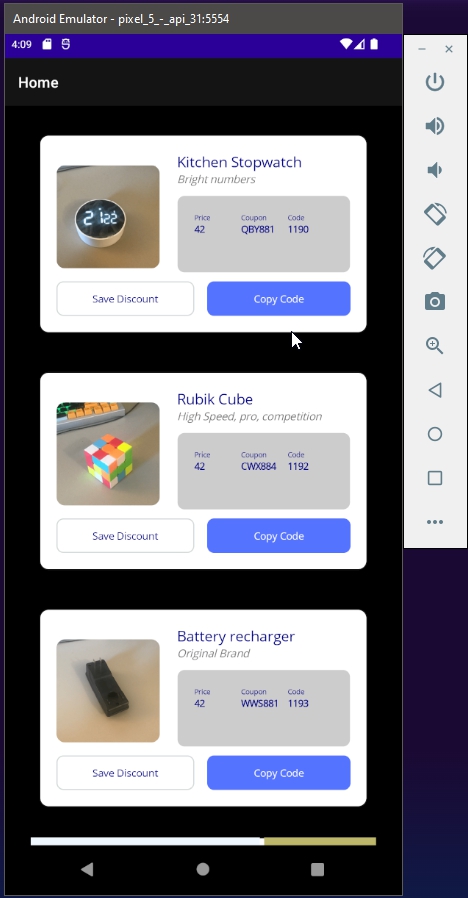 Android Emulator - pixel_5_-_api_31:5554
4:09
Home
Kitchen Stopwatch
Bright numbers
Price Coupon Code
42 QBY881 1190
Save Discount Copy Code
Rubik Cube
High Speed, pro, competition
Price Coupon Code
42 CWX884 1192
Save Discount Copy Code
Battery recharger
Original Brand
Price Coupon Code
42 WWS881 1193
Save Discount Copy Code